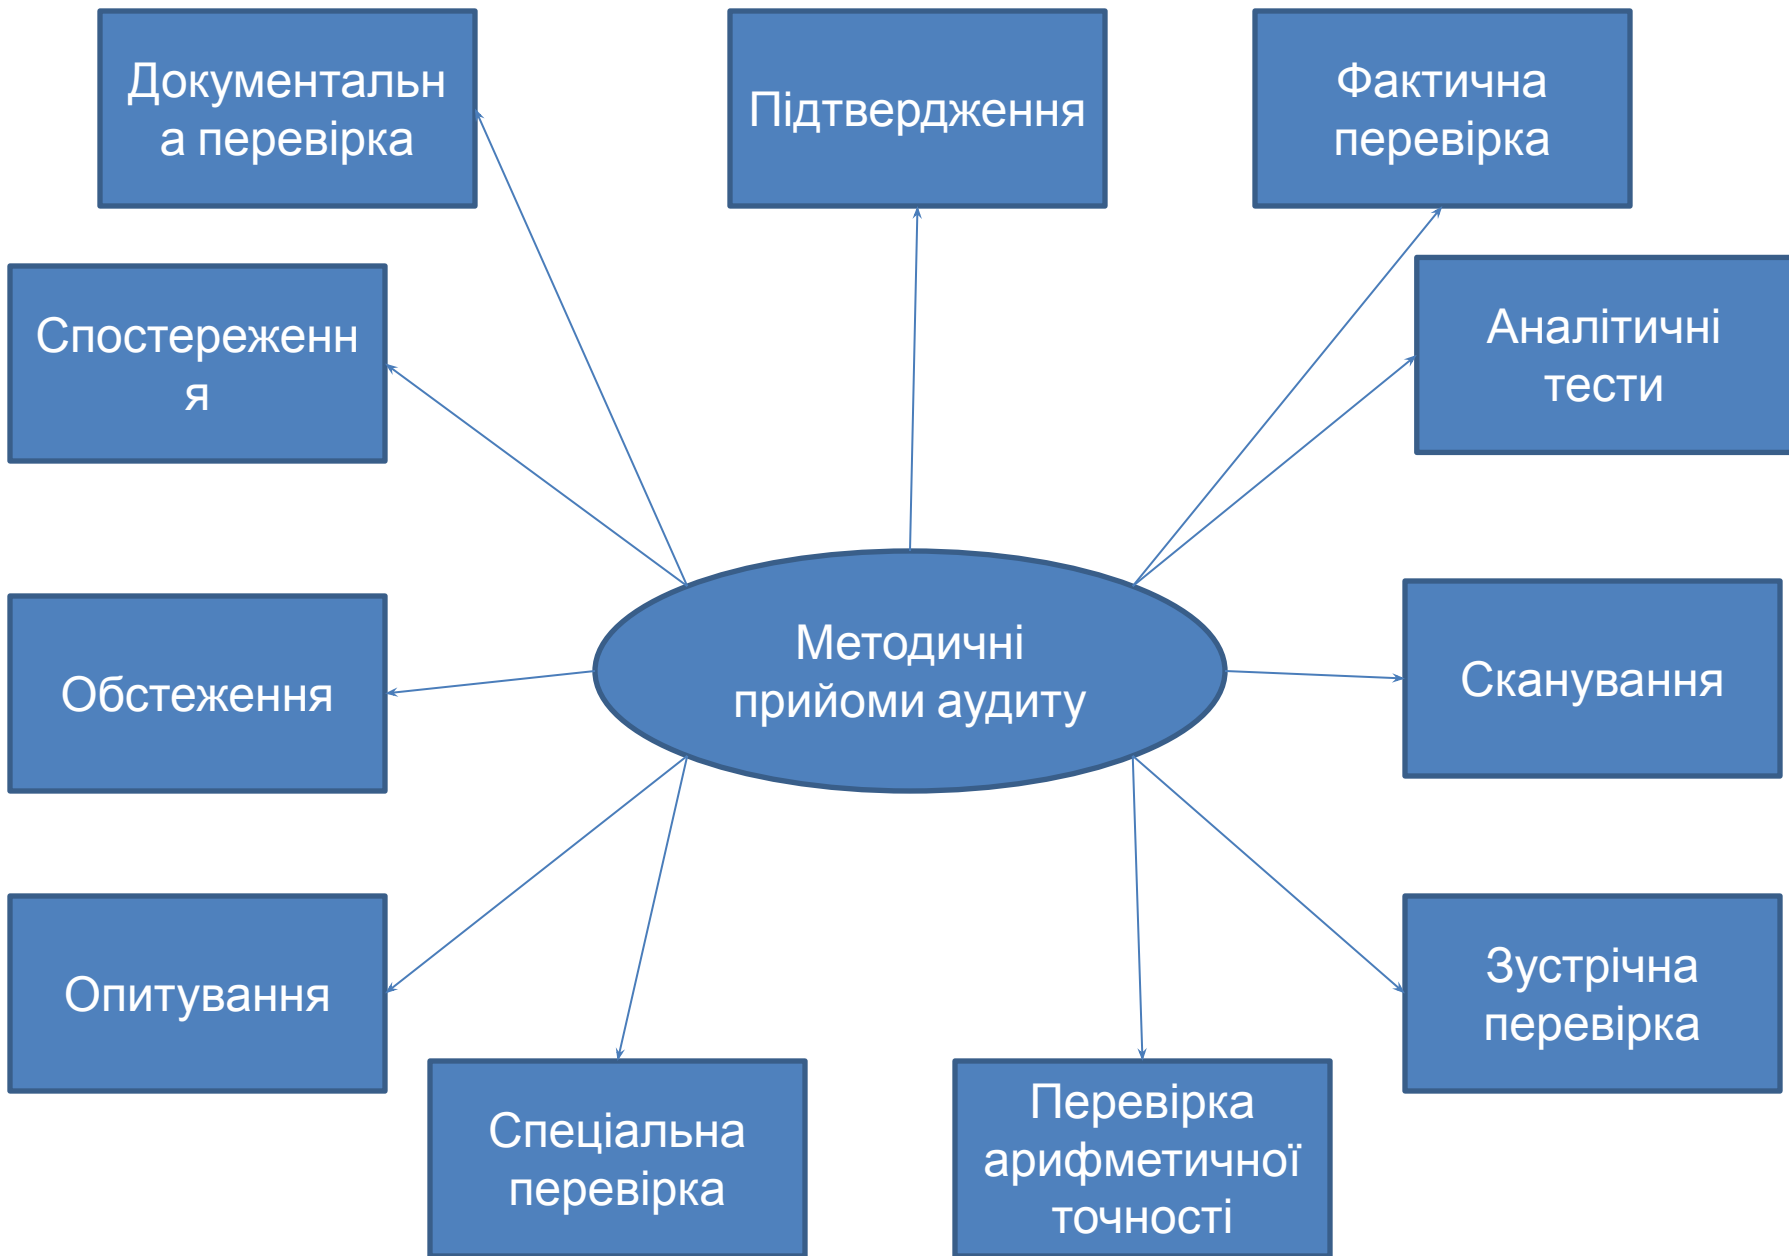 Документальн
а перевірка
Підтвердження
Фактична
перевірка
Спостереженн
я
Аналітичні
тести
Обстеження
Методичні
прийоми аудиту
Сканування
Опитування
Зустрічна
перевірка
Спеціальна
перевірка
Перевірка
арифметичної
точності